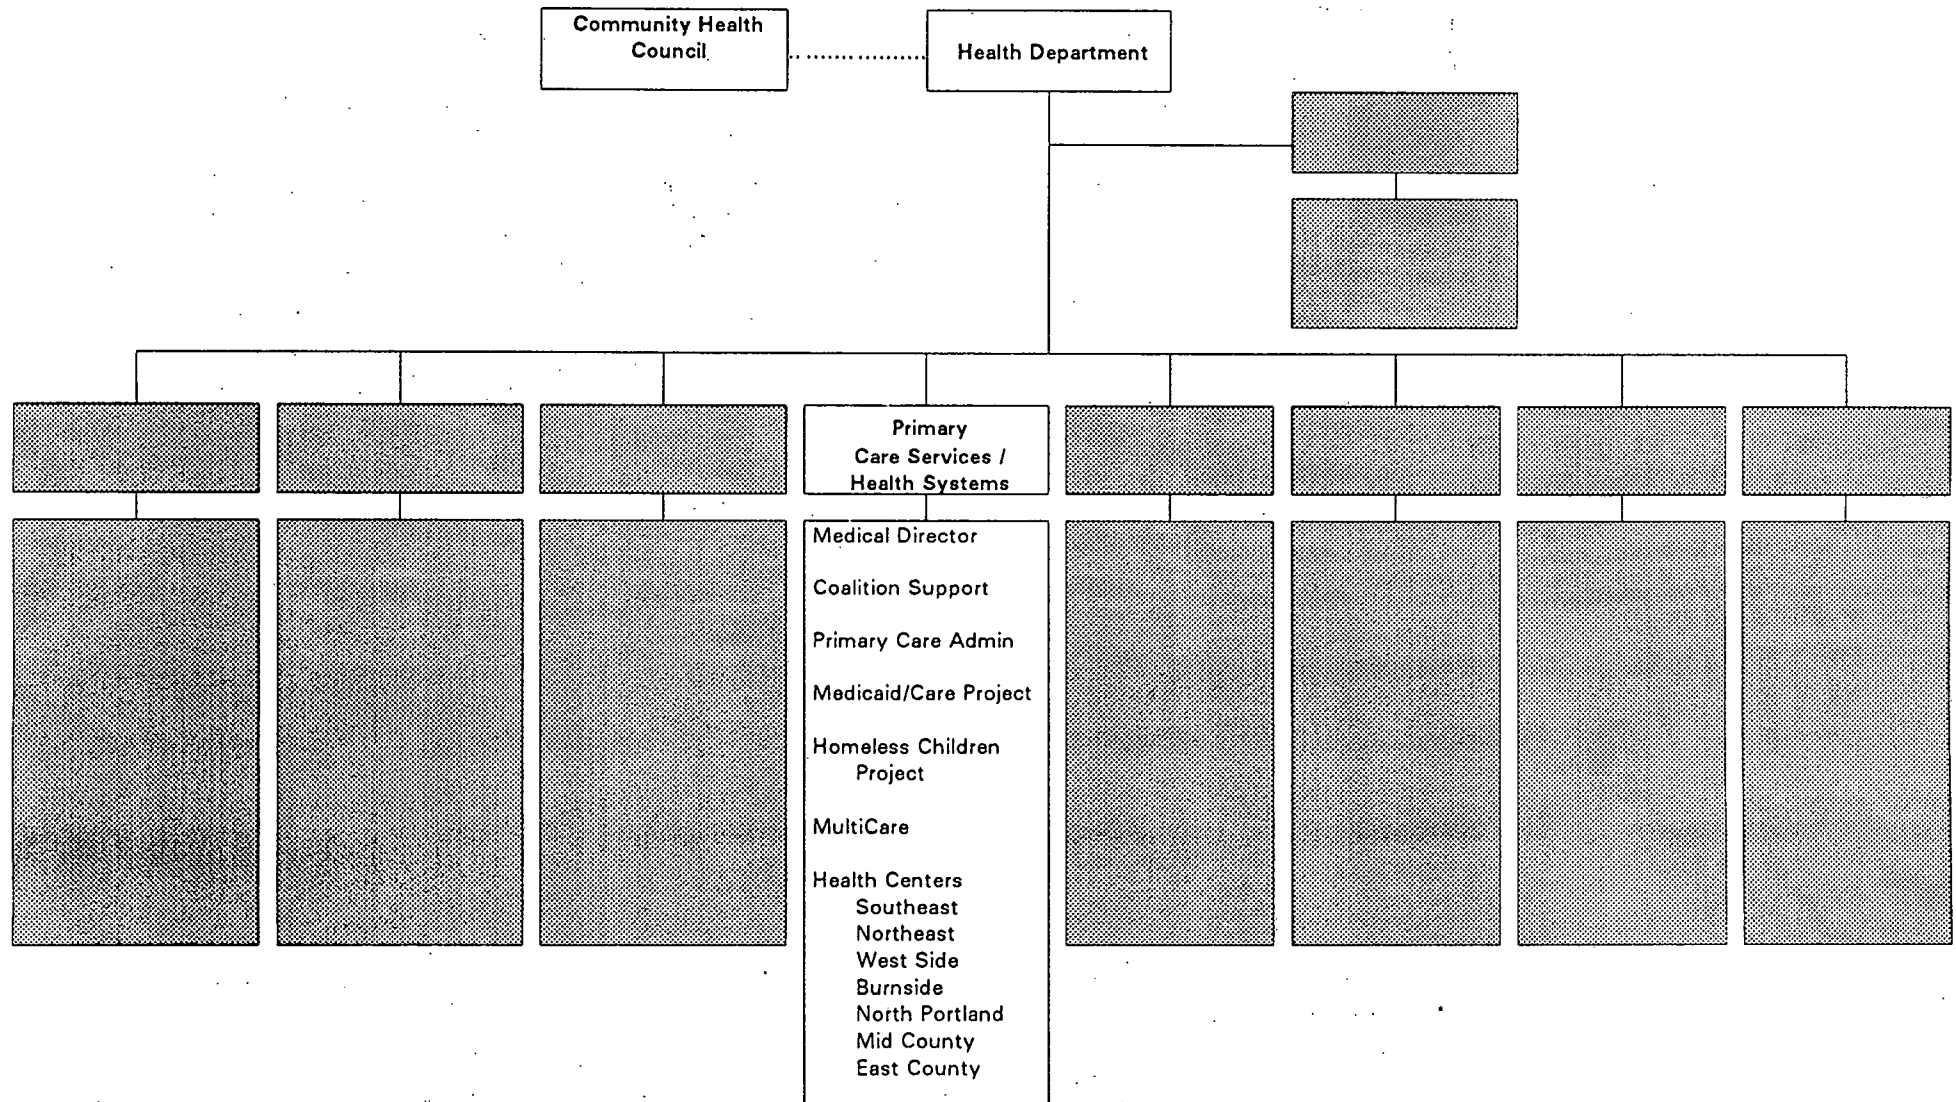 Community Health
Council
Health Department
Primary
Care Services /
Health Systems
Medical Director
Coalition Support
Primary Care Admin
Medicaid/Care Project
Homeless Children
Project
MultiCare
Health Centers
Southeast
Northeast
West Side
Burnside
North Portland
Mid County
East County